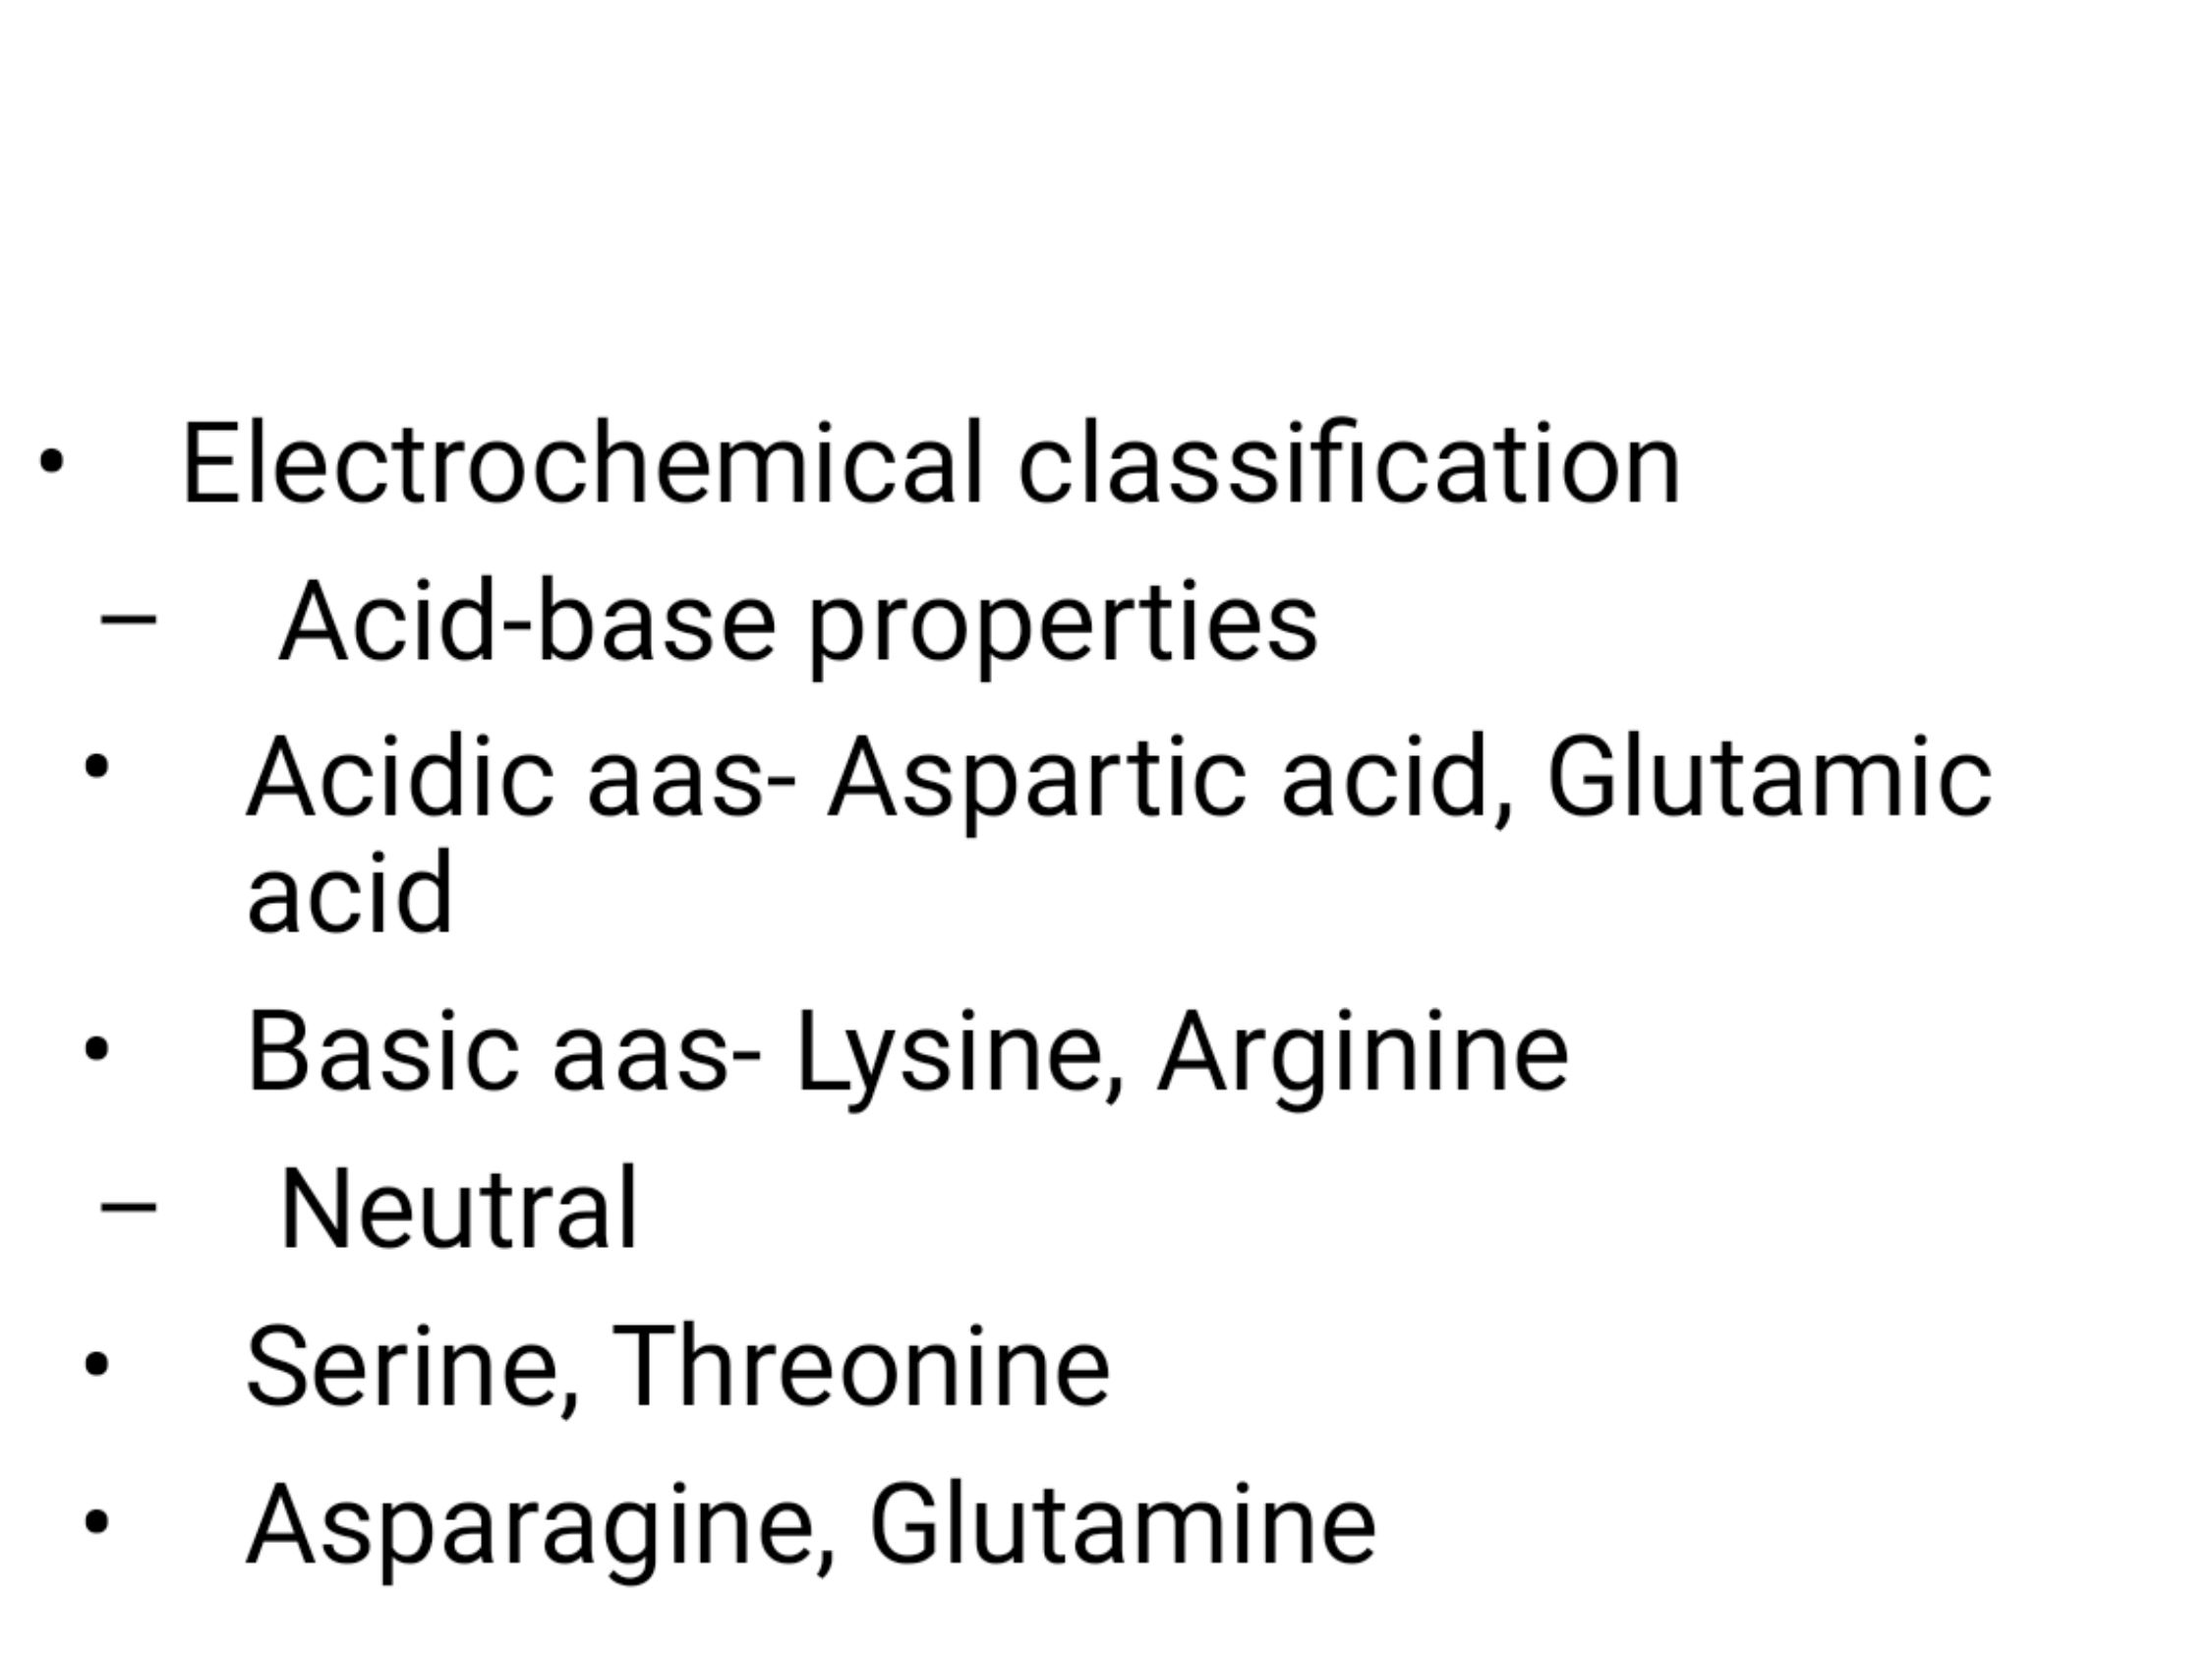 • Electrochemical classification
– Acid-base properties
• Acidic aas- Aspartic acid, Glutamic
acid
• Basic aas- Lysine, Arginine
– Neutral
• Serine, Threonine
• Asparagine, Glutamine